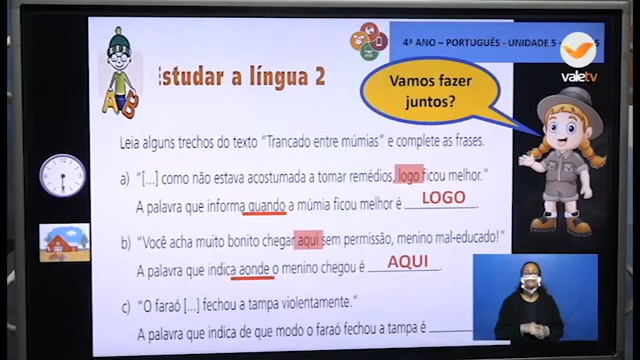 4º ANO – PORTUGUÊS - UNIDADE 5 -
valetv
Estudar a língua 2
Vamos fazer
juntos?
A B
Leia alguns trechos do texto “Trancado entre múmias” e complete as frases.
a) “[...] como não estava acostumada a tomar remédios, logo ficou melhor.”
A palavra que informa quando a múmia ficou melhor é LOGO.
b) “Você acha muito bonito chegar aqui sem permissão, menino mal-educado!”
A palavra que indica aonde o menino chegou é AQUI
c) “O faraó [...] fechou a tampa violentamente.”
A palavra que indica de que modo o faraó fechou a tampa é